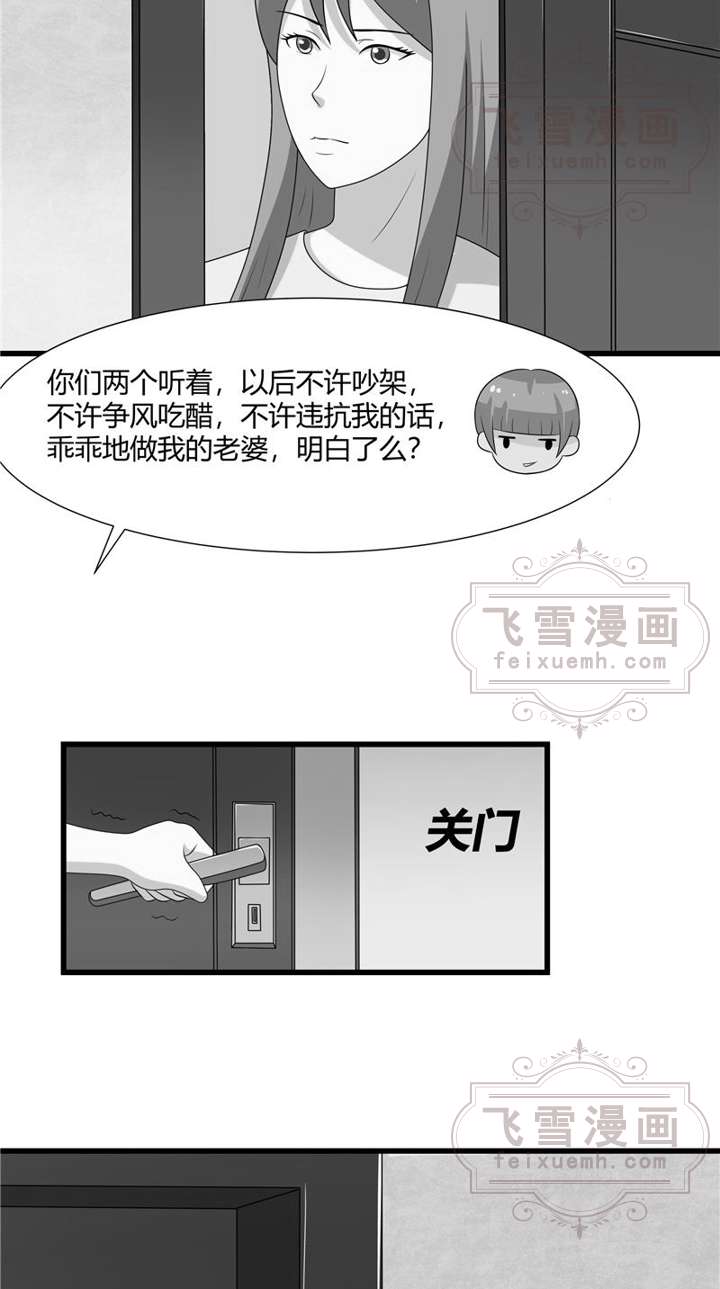 飞雪漫画
feixuemh.com
你们两个听着，以后不许吵架，
不许争风吃醋，不许违抗我的话，
乖乖地做我的老婆，明白了么？
飞雪漫画
feixuemh.com
关门
飞雪漫画
feixuemh.com